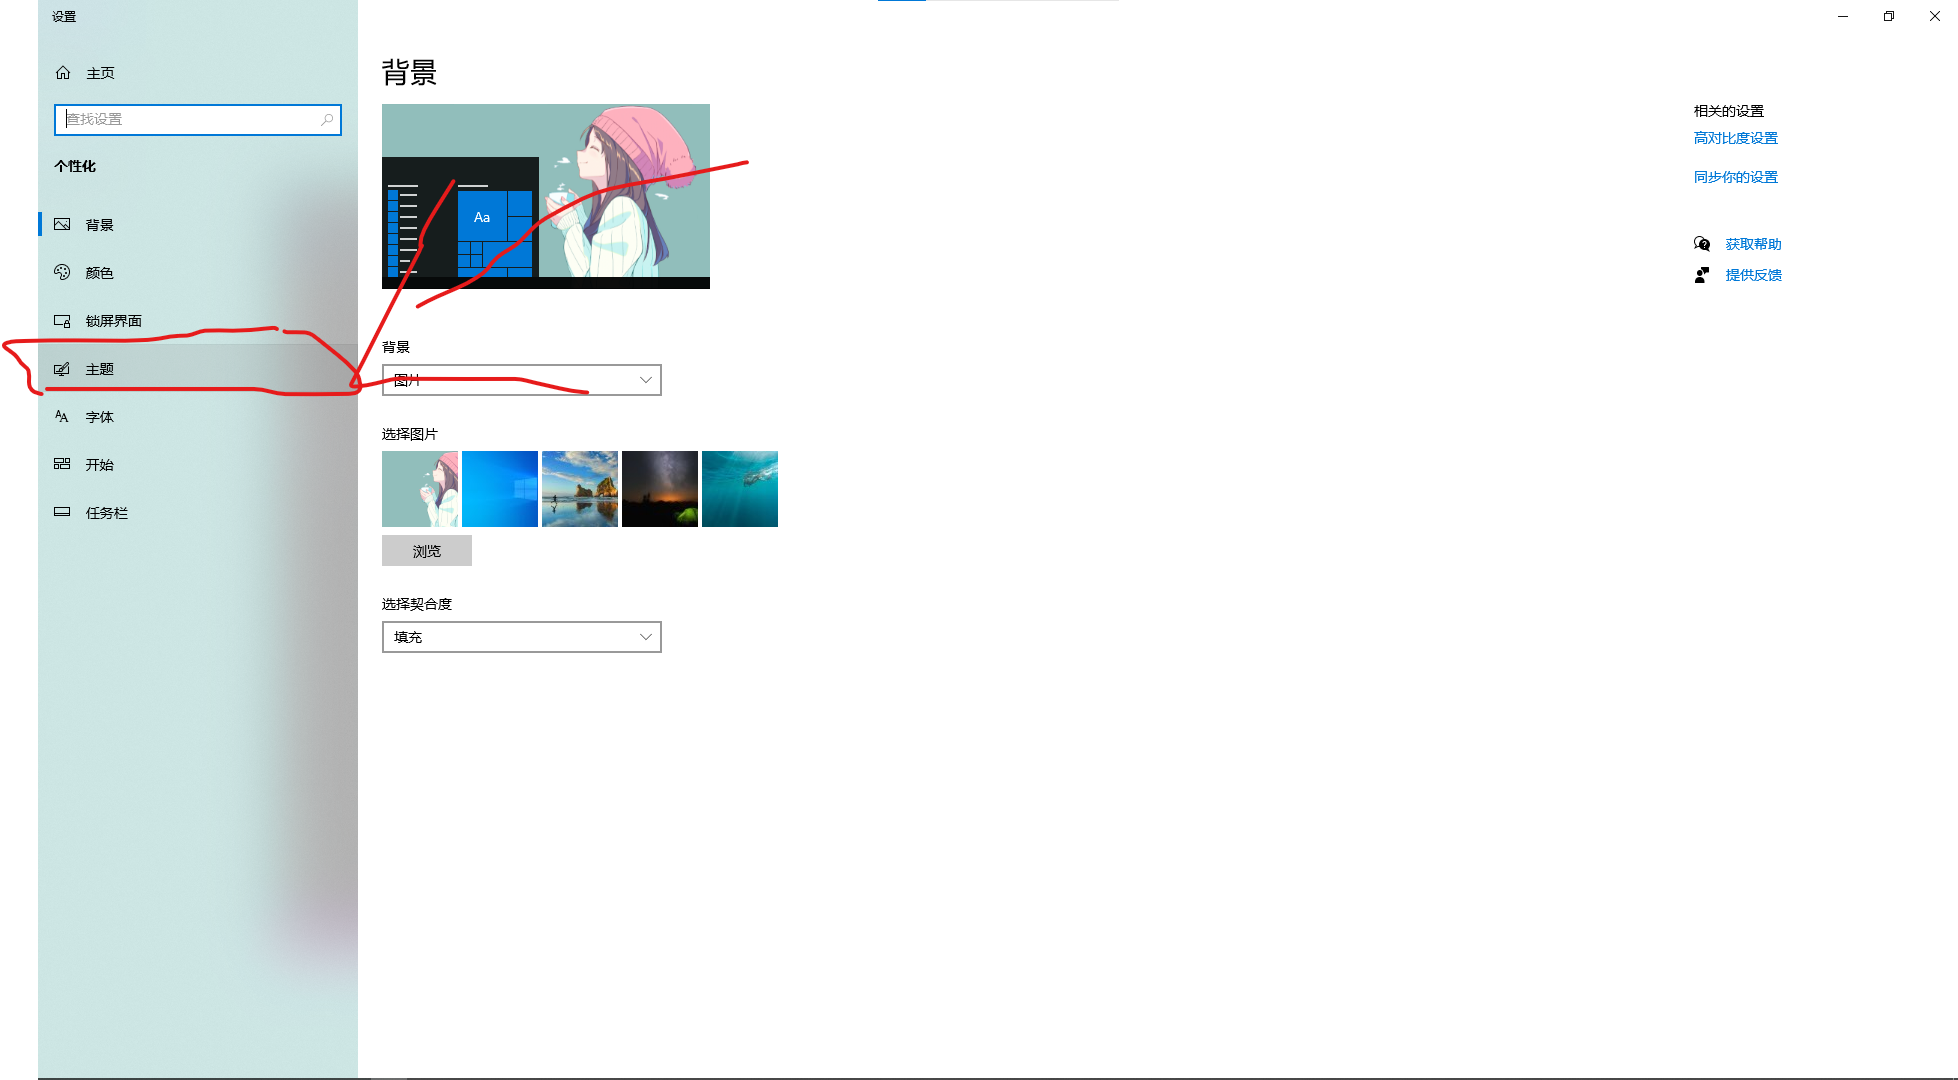 设置
主页
查找设置
个性化
背景
颜色
锁屏界面
主题
字体
开始
任务栏
背景
Aa
背景
图片
选择图片
浏览
选择契合度
填充
相关的设置
高对比度设置
同步你的设置
获取帮助
提供反馈